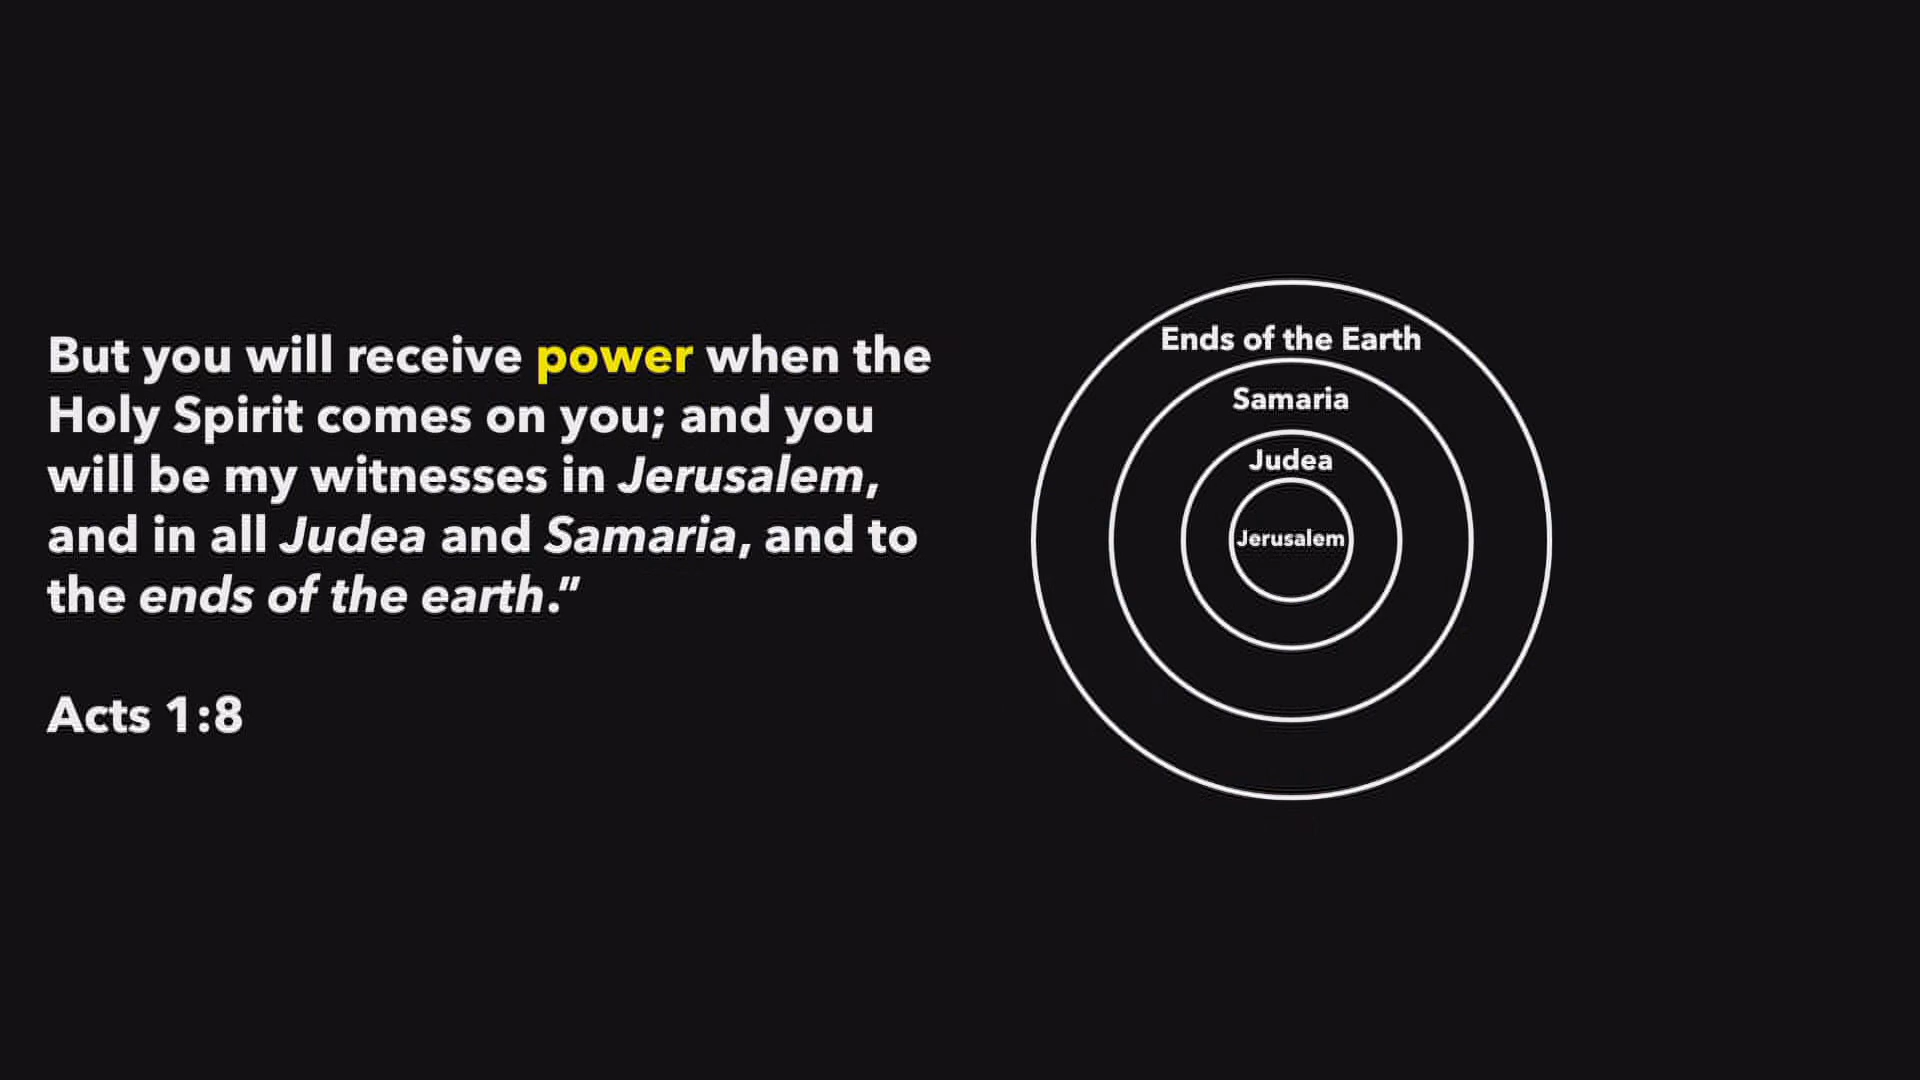 But you will receive power when the
Holy Spirit comes on you; and you
will be my witnesses in Jerusalem,
and in all Judea and Samaria, and to
the ends of the earth.”
Acts 1:8
Ends of the Earth
Samaria
Judea
Jerusalem